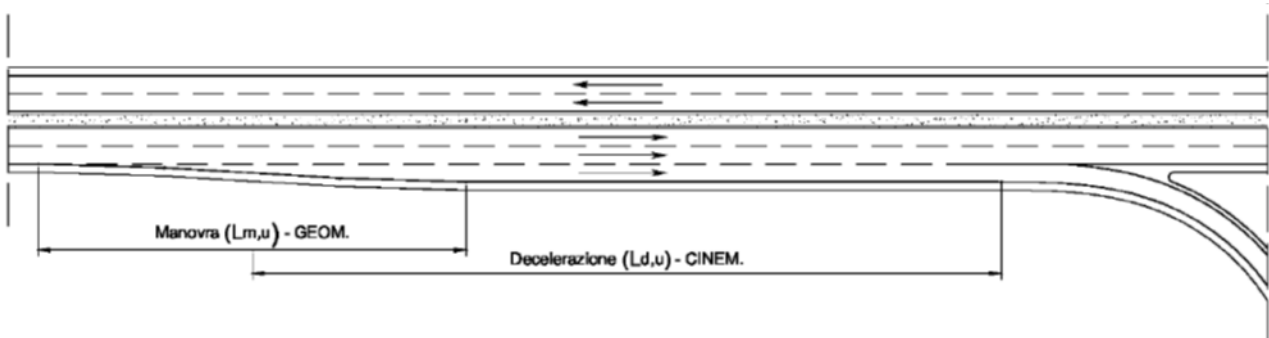 Manovra (Lm,u) - GEOM.
Decelerazione (Ld,u) - CINEM.